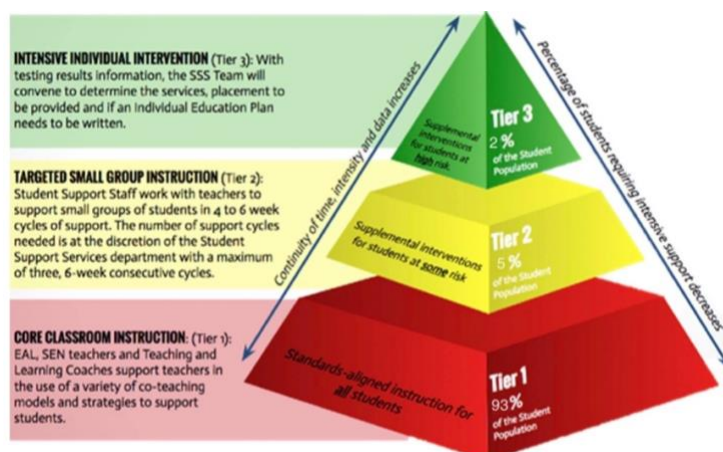 INTENSIVE INDIVIDUAL INTERVENTION (Tier 3): With
testing results information, the SSS Team will
convene to determine the services, placement to
be provided and if an Individual Education Plan
needs to be written.
TARGETED SMALL GROUP INSTRUCTION (Tier 2):
Student Support Staff work with teachers to
support small groups of students in 4 to 6 week
cycles of support. The number of support cycles
needed is at the discretion of the Student
Support Services department with a maximum
of three, 6-week consecutive cycles.
CORE CLASSROOM INSTRUCTION: (Tier 1):
EAL, SEN teachers and Teaching and
Learning Coaches support teachers in
the use of a variety of co-teaching
models and strategies to support
students.
Continuity of time, intensity and data increases
Supplemental
interventions
for students at
high risk.
Tier 3
2 %
of the Student
Population
Supplemental interventions
for students at some risk
Tier 2
5 %
of the Student
Population
Standards-aligned instruction for
all students
Tier 1
93%
of the Student
Population
Percentage of students requiring intensive support decreases